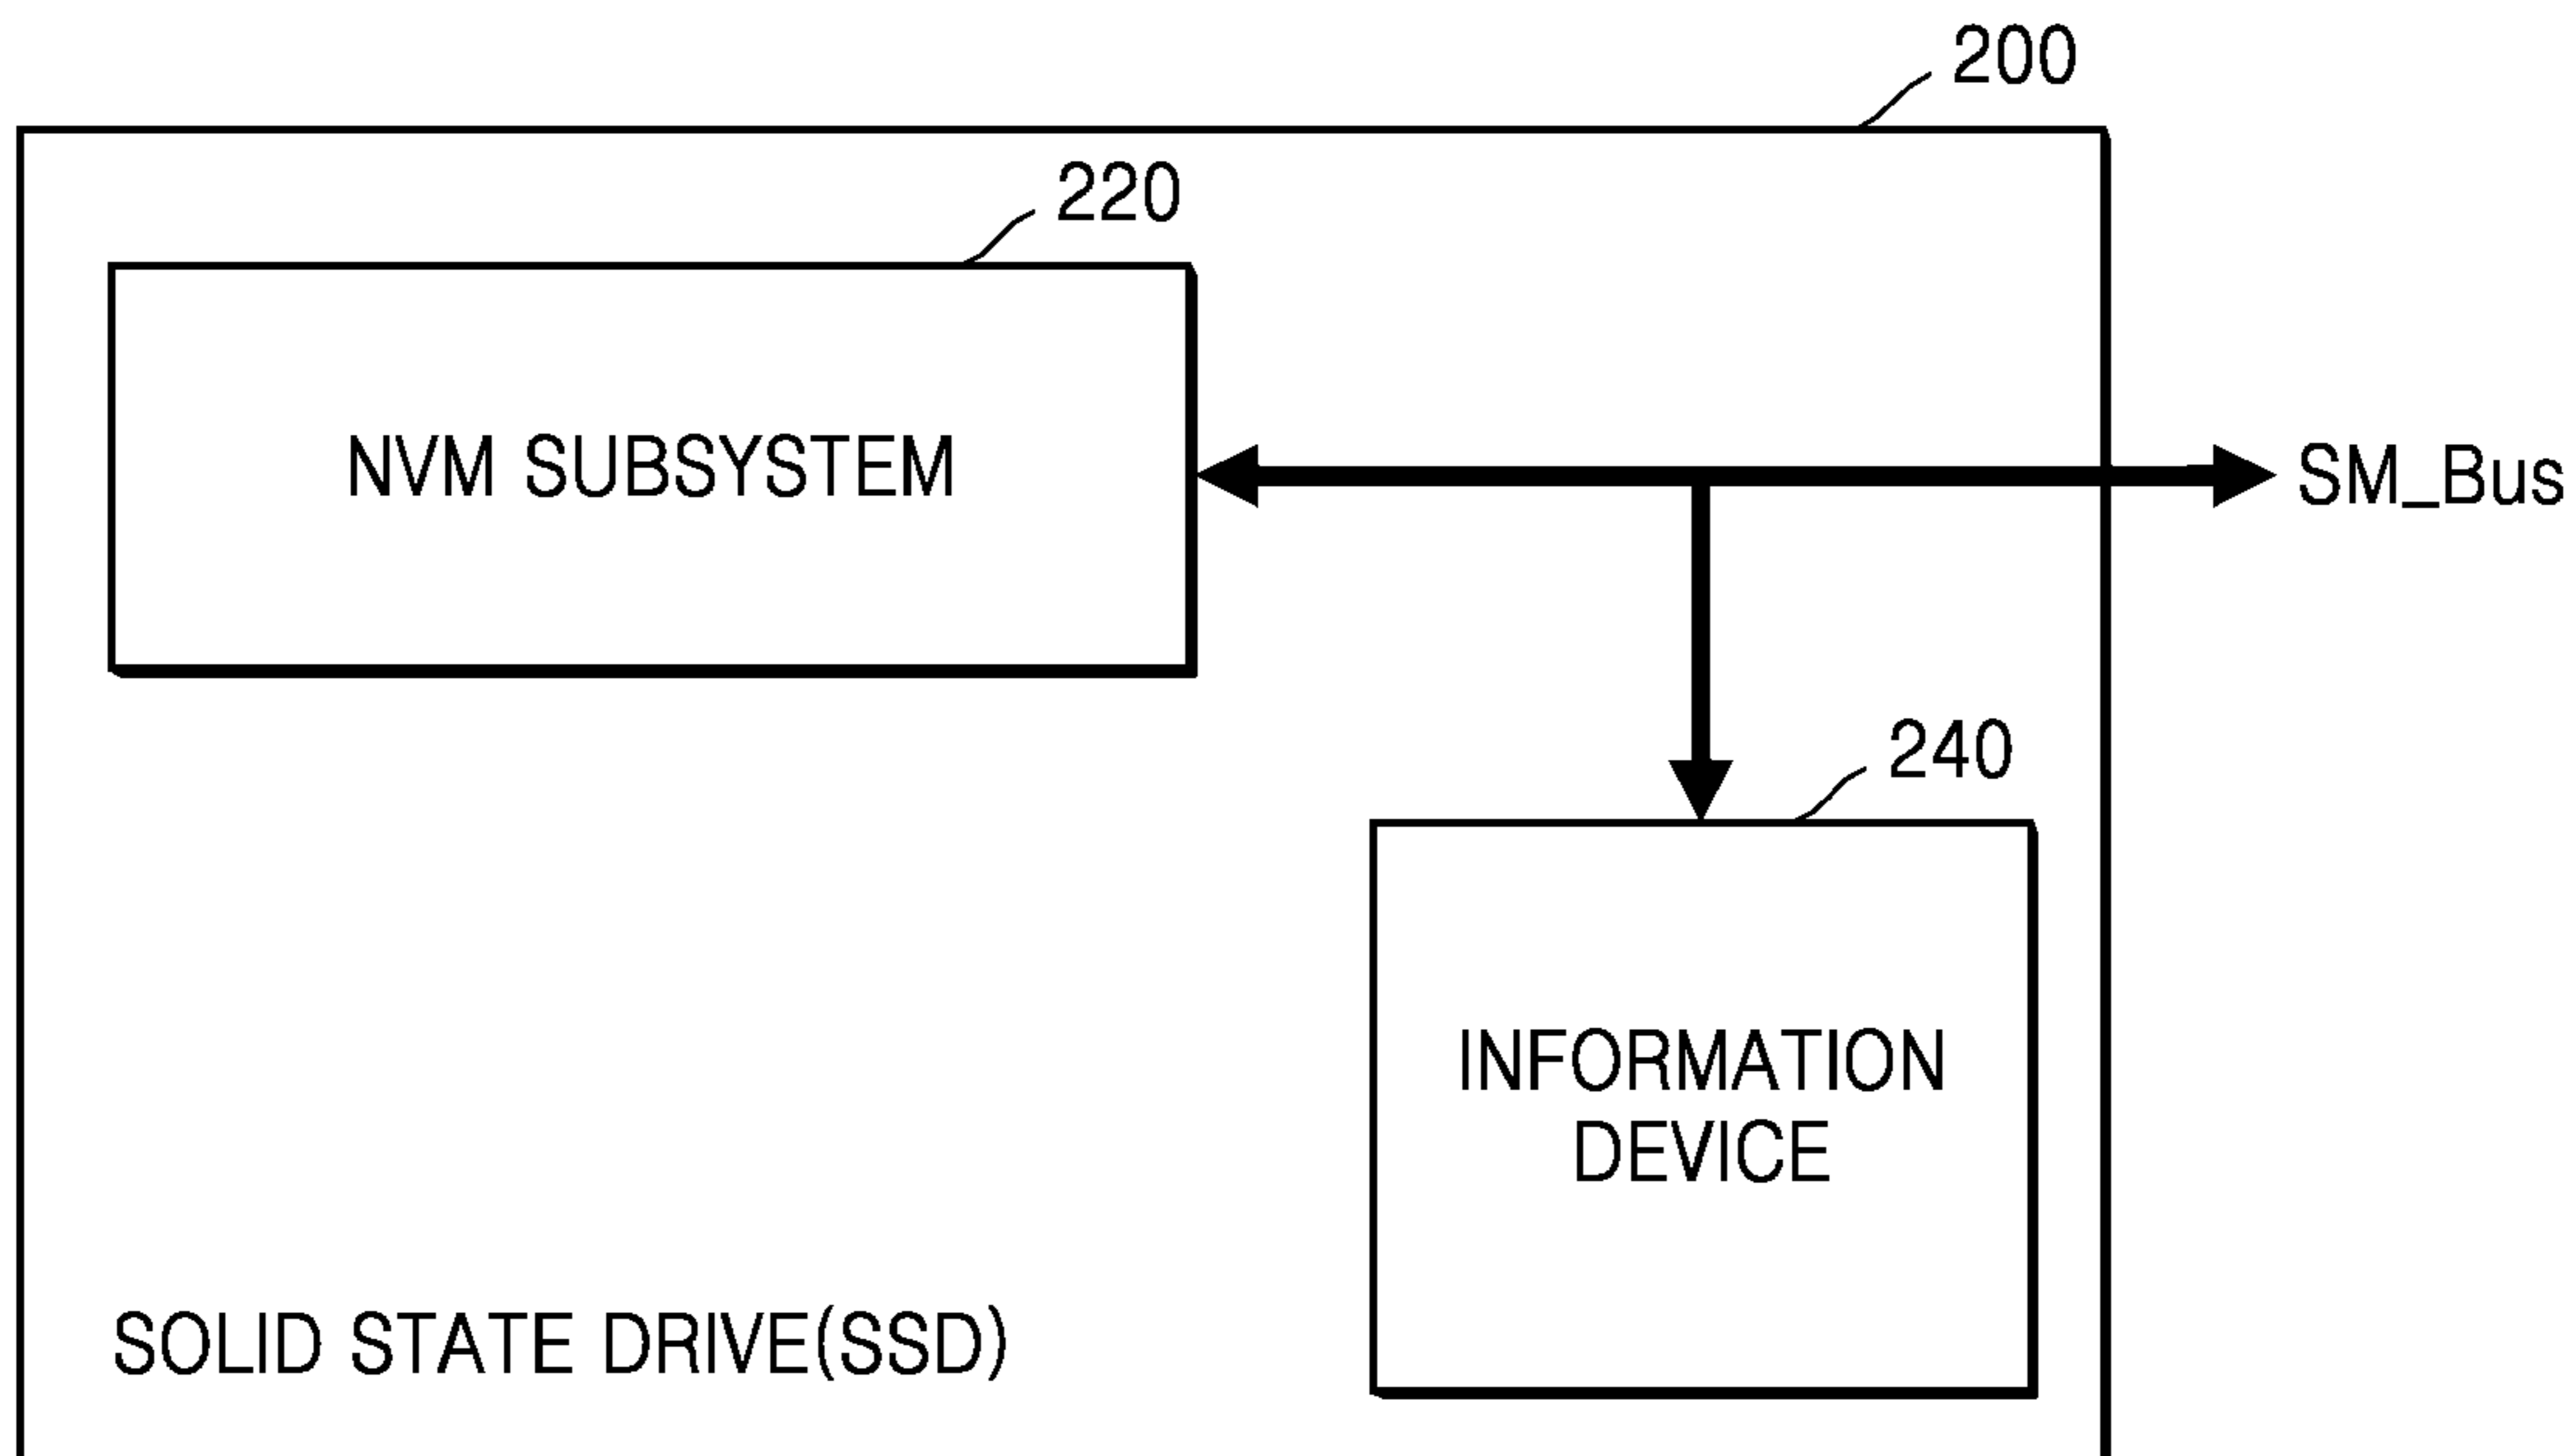 200
220
NVM SUBSYSTEM
SM_Bus
240
INFORMATION
DEVICE
SOLID STATE DRIVE(SSD)